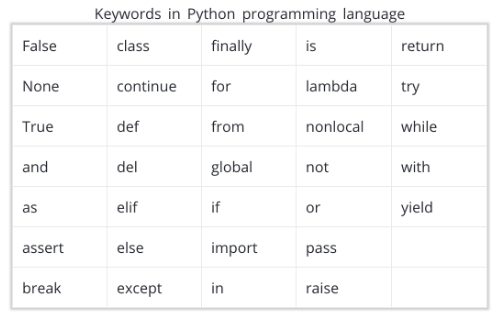 Keywords in Python programming language
False class finally is return
None continue for lambda try
True def from nonlocal while
and del global not with
as elif if or yield
assert else import pass
break except in raise